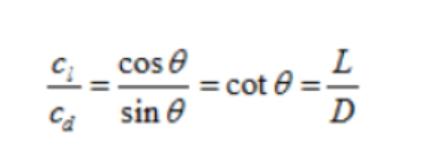 c_l / c_d = cos θ / sin θ = cot θ = L / D